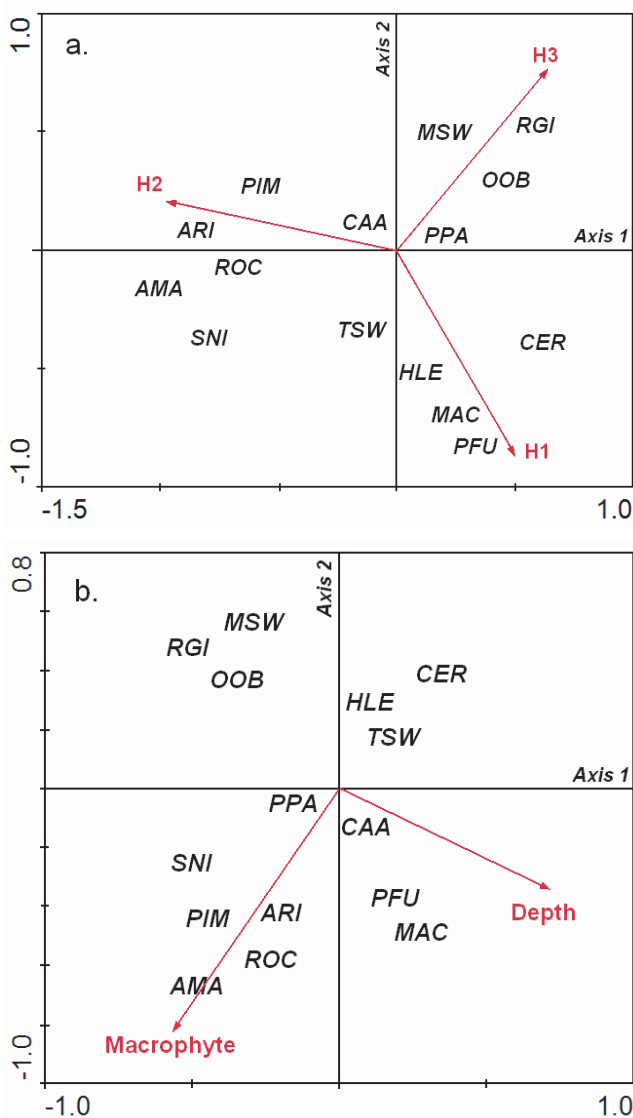 1.0
a.
Axis 2
H3
MSW
RGI
OOB
H2
PIM
CAA
ARI
PPA
Axis 1
ROC
AMA
SNI
TSW
CER
HLE
MAC
PFU
H1
-1.0
-1.5
1.0
0.8
b.
Axis 2
MSW
RGI
OOB
CER
HLE
TSW
Axis 1
PPA
CAA
SNI
PFU
PIM
ARI
Depth
MAC
ROC
AMA
Macrophyte
-1.0
-1.0
1.0